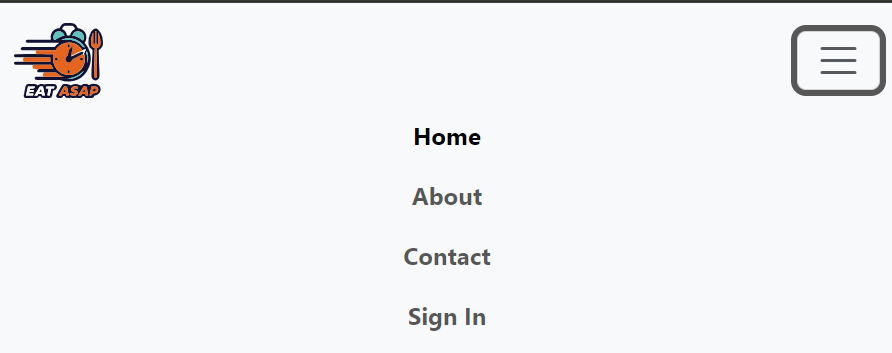 EAT ASAP
Home
About
Contact
Sign In